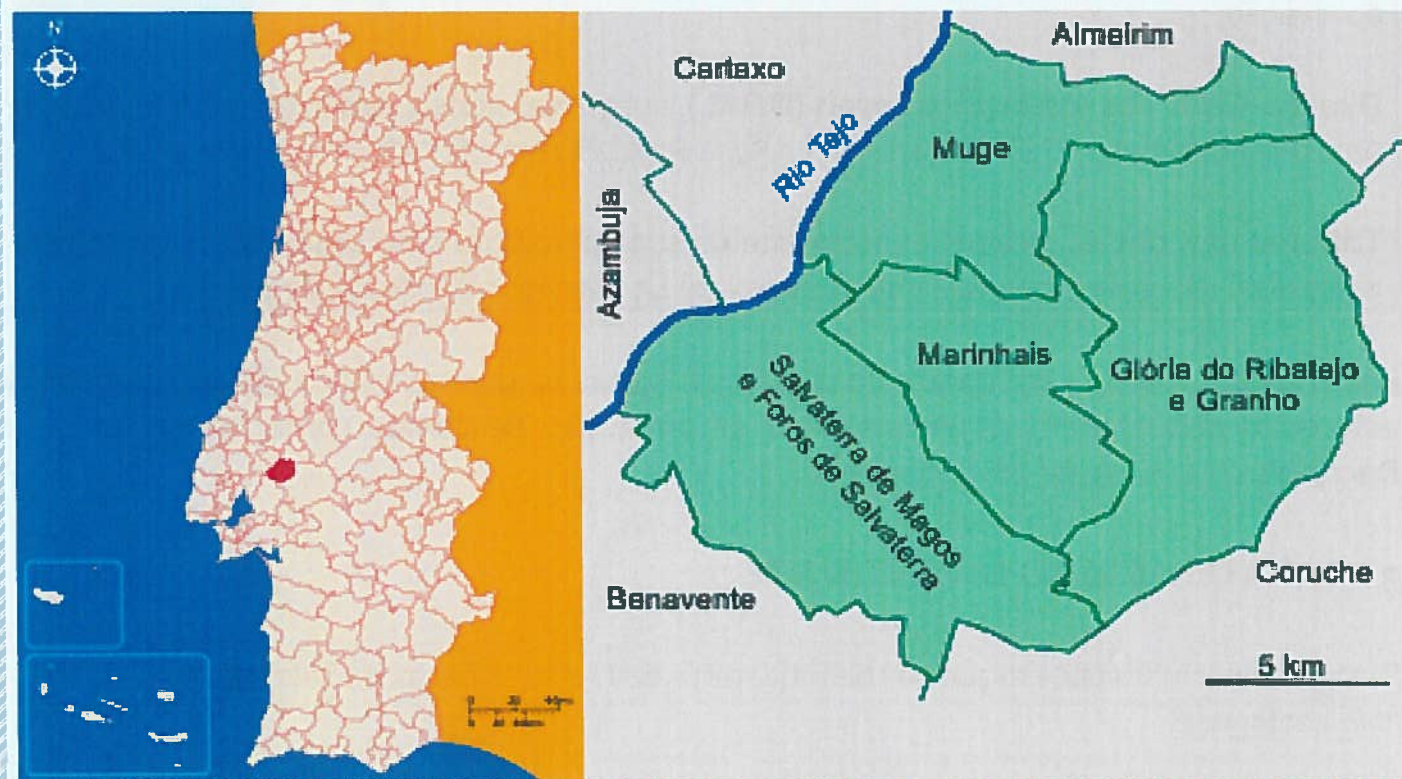 N
Almeirim
Cartaxo
Rio Tejo
Muge
Azambuja
Marinhais
Glória do Ribatejo
e Granho
Salvaterra de Magos
e Foros de Salvaterra
Benavente
Coruche
5 km